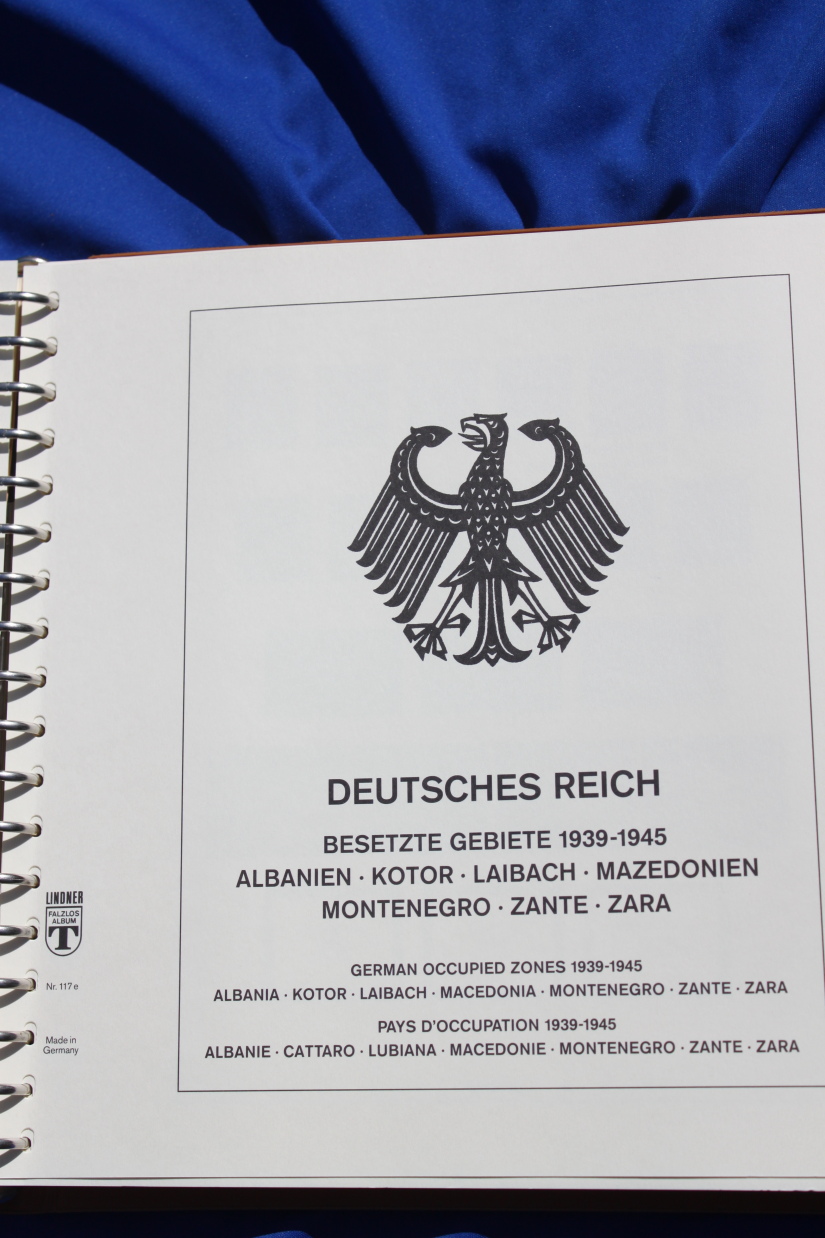 DEUTSCHES REICH
BESETZTE GEBIETE 1939-1945
ALBANIEN · KOTOR · LAIBACH · MAZEDONIEN
MONTENEGRO · ZANTE · ZARA
GERMAN OCCUPIED ZONES 1939-1945
ALBANIA · KOTOR · LAIBACH · MACEDONIA · MONTENEGRO · ZANTE · ZARA
PAYS D'OCCUPATION 1939-1945
ALBANIE · CATTARO · LUBIANA · MACEDONIE · MONTENEGRO · ZANTE · ZARA
LINDNER
FALZLOS
ALBUM
T
Nr. 117 e
Made in
Germany